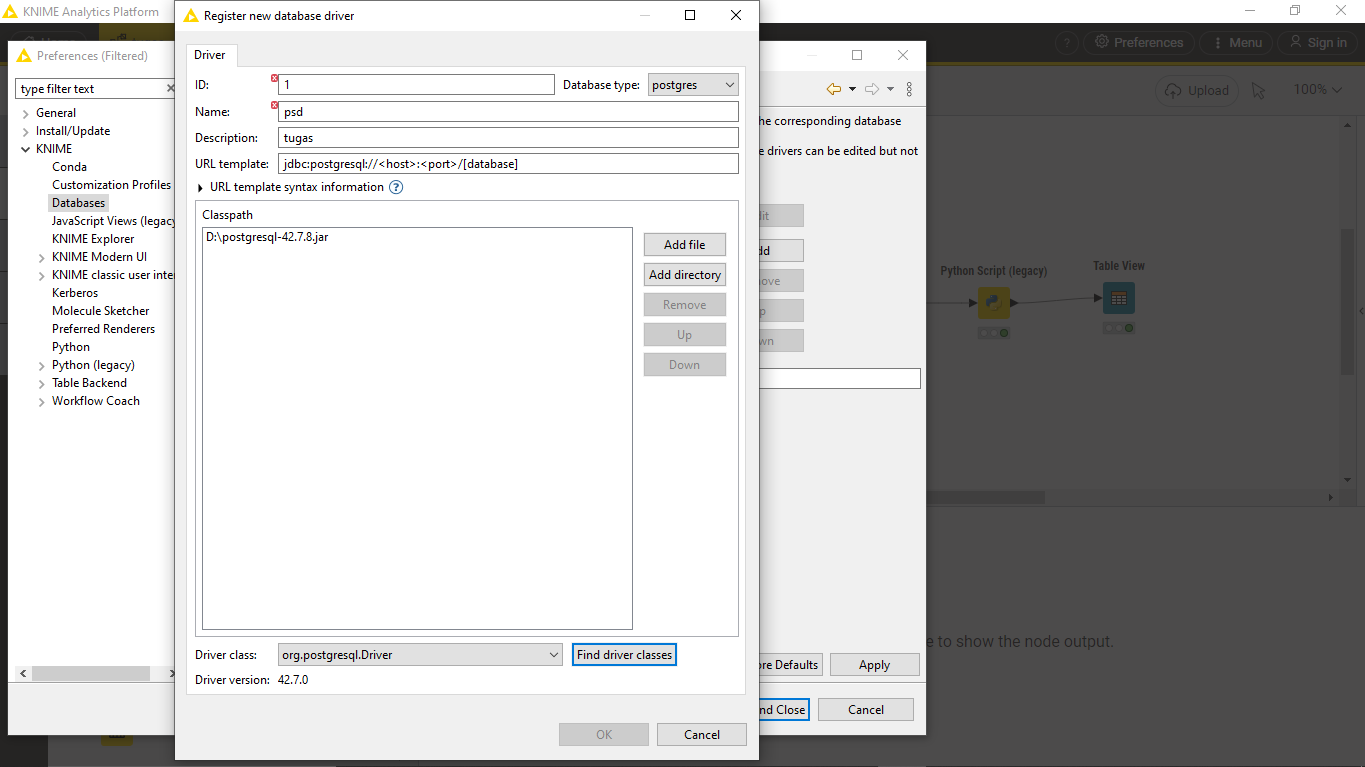 KNIME Analytics Platform
Register new database driver
Preferences (Filtered)
Preferences
Menu
Sign in
Driver
type filter text
ID:
1
Database type:
postgres
Upload
100%
General
Name:
psd
he corresponding database
Install/Update
Description:
tugas
KNIME
URL template:
jdbc:postgresql://<host>:<port>/[database]
e drivers can be edited but not
Conda
Customization Profiles
URL template syntax information
Databases
Classpath
JavaScript Views (legacy
D:\postgresql-42.7.8.jar
KNIME Explorer
Add file
KNIME Modern UI
Python Script (legacy)
Table View
KNIME classic user inte
Add directory
Kerberos
Remove
Molecule Sketcher
Preferred Renderers
Up
Python
Python (legacy)
Down
Table Backend
Workflow Coach
e to show the node output.
Driver class:
org.postgresql.Driver
Find driver classes
ore Defaults
Apply
Driver version:
42.7.0
nd Close
Cancel
OK
Cancel